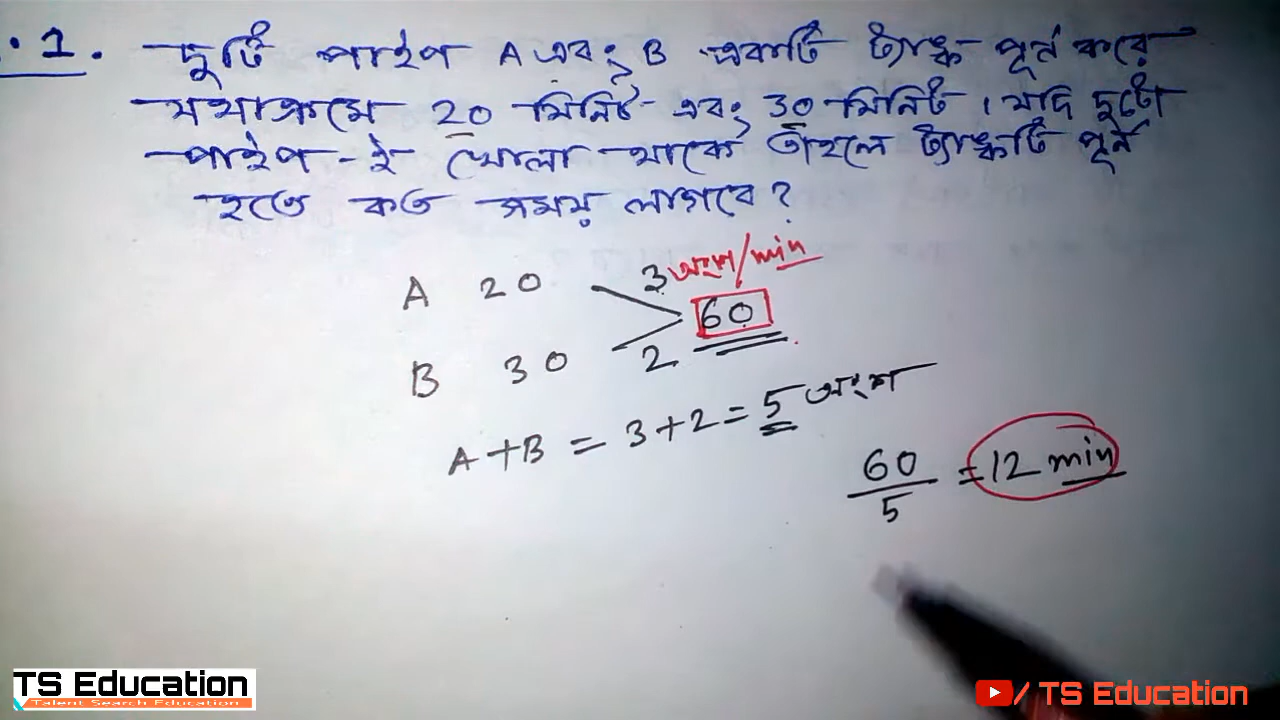 . 1. দুটি পাইপ A এবং B একটি ট্যাঙ্ক পূর্ন করে
যথাক্রমে 20 মিনিট এবং 30 মিনিট । যদি দুটো
পাইপ-ই খোলা থাকে তাহলে ট্যাঙ্কটি পূর্ন
হতে কত সময় লাগবে ?
A 20 3 অংশ/min
60
B 30 2
A+B = 3+2 = 5 অংশ
60/5 = 12 min
TS Education
Talent Search Education
/ TS Education